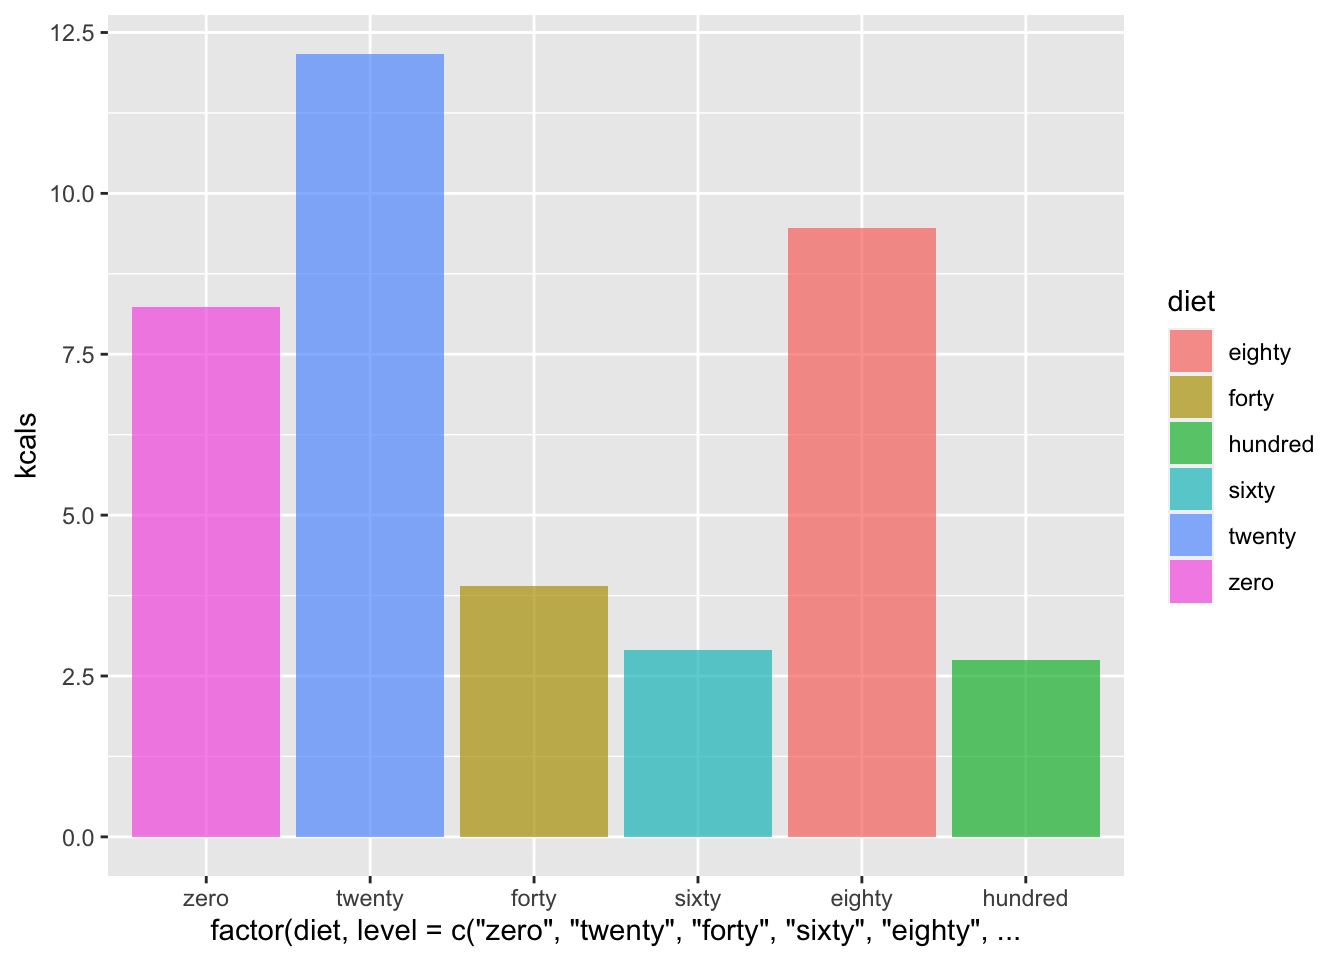 12.5
10.0
7.5
5.0
2.5
0.0
kcals
zero twenty forty sixty eighty hundred
factor(diet, level = c("zero", "twenty", "forty", "sixty", "eighty", ...
diet
eighty
forty
hundred
sixty
twenty
zero